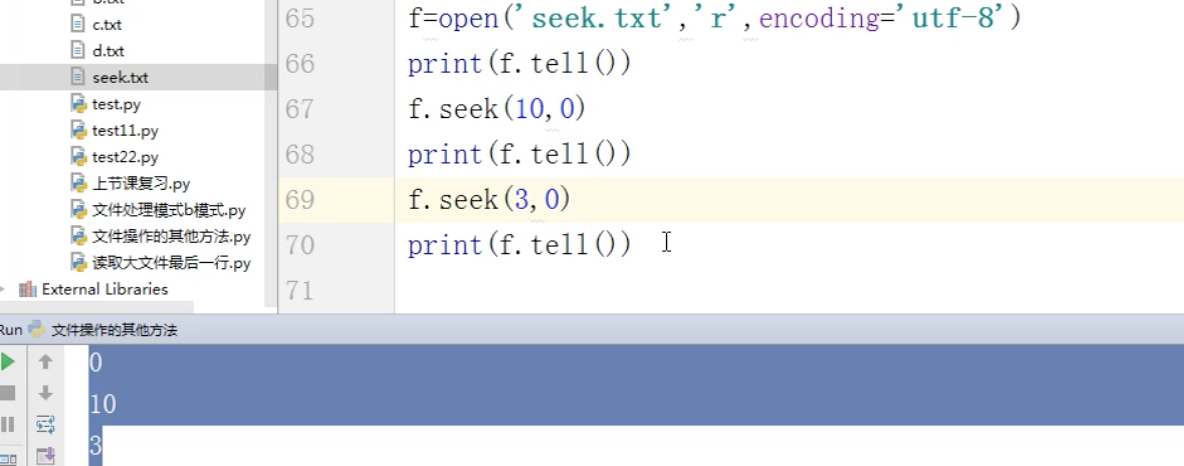 b.txt
c.txt
d.txt
seek.txt
test.py
test11.py
test22.py
上节课复习.py
文件处理模式b模式.py
文件操作的其他方法.py
读取大文件最后一行.py
External Libraries
65 f=open('seek.txt','r',encoding='utf-8')
66 print(f.tell())
67 f.seek(10,0)
68 print(f.tell())
69 f.seek(3,0)
70 print(f.tell())
71
Run 文件操作的其他方法
0
10
3